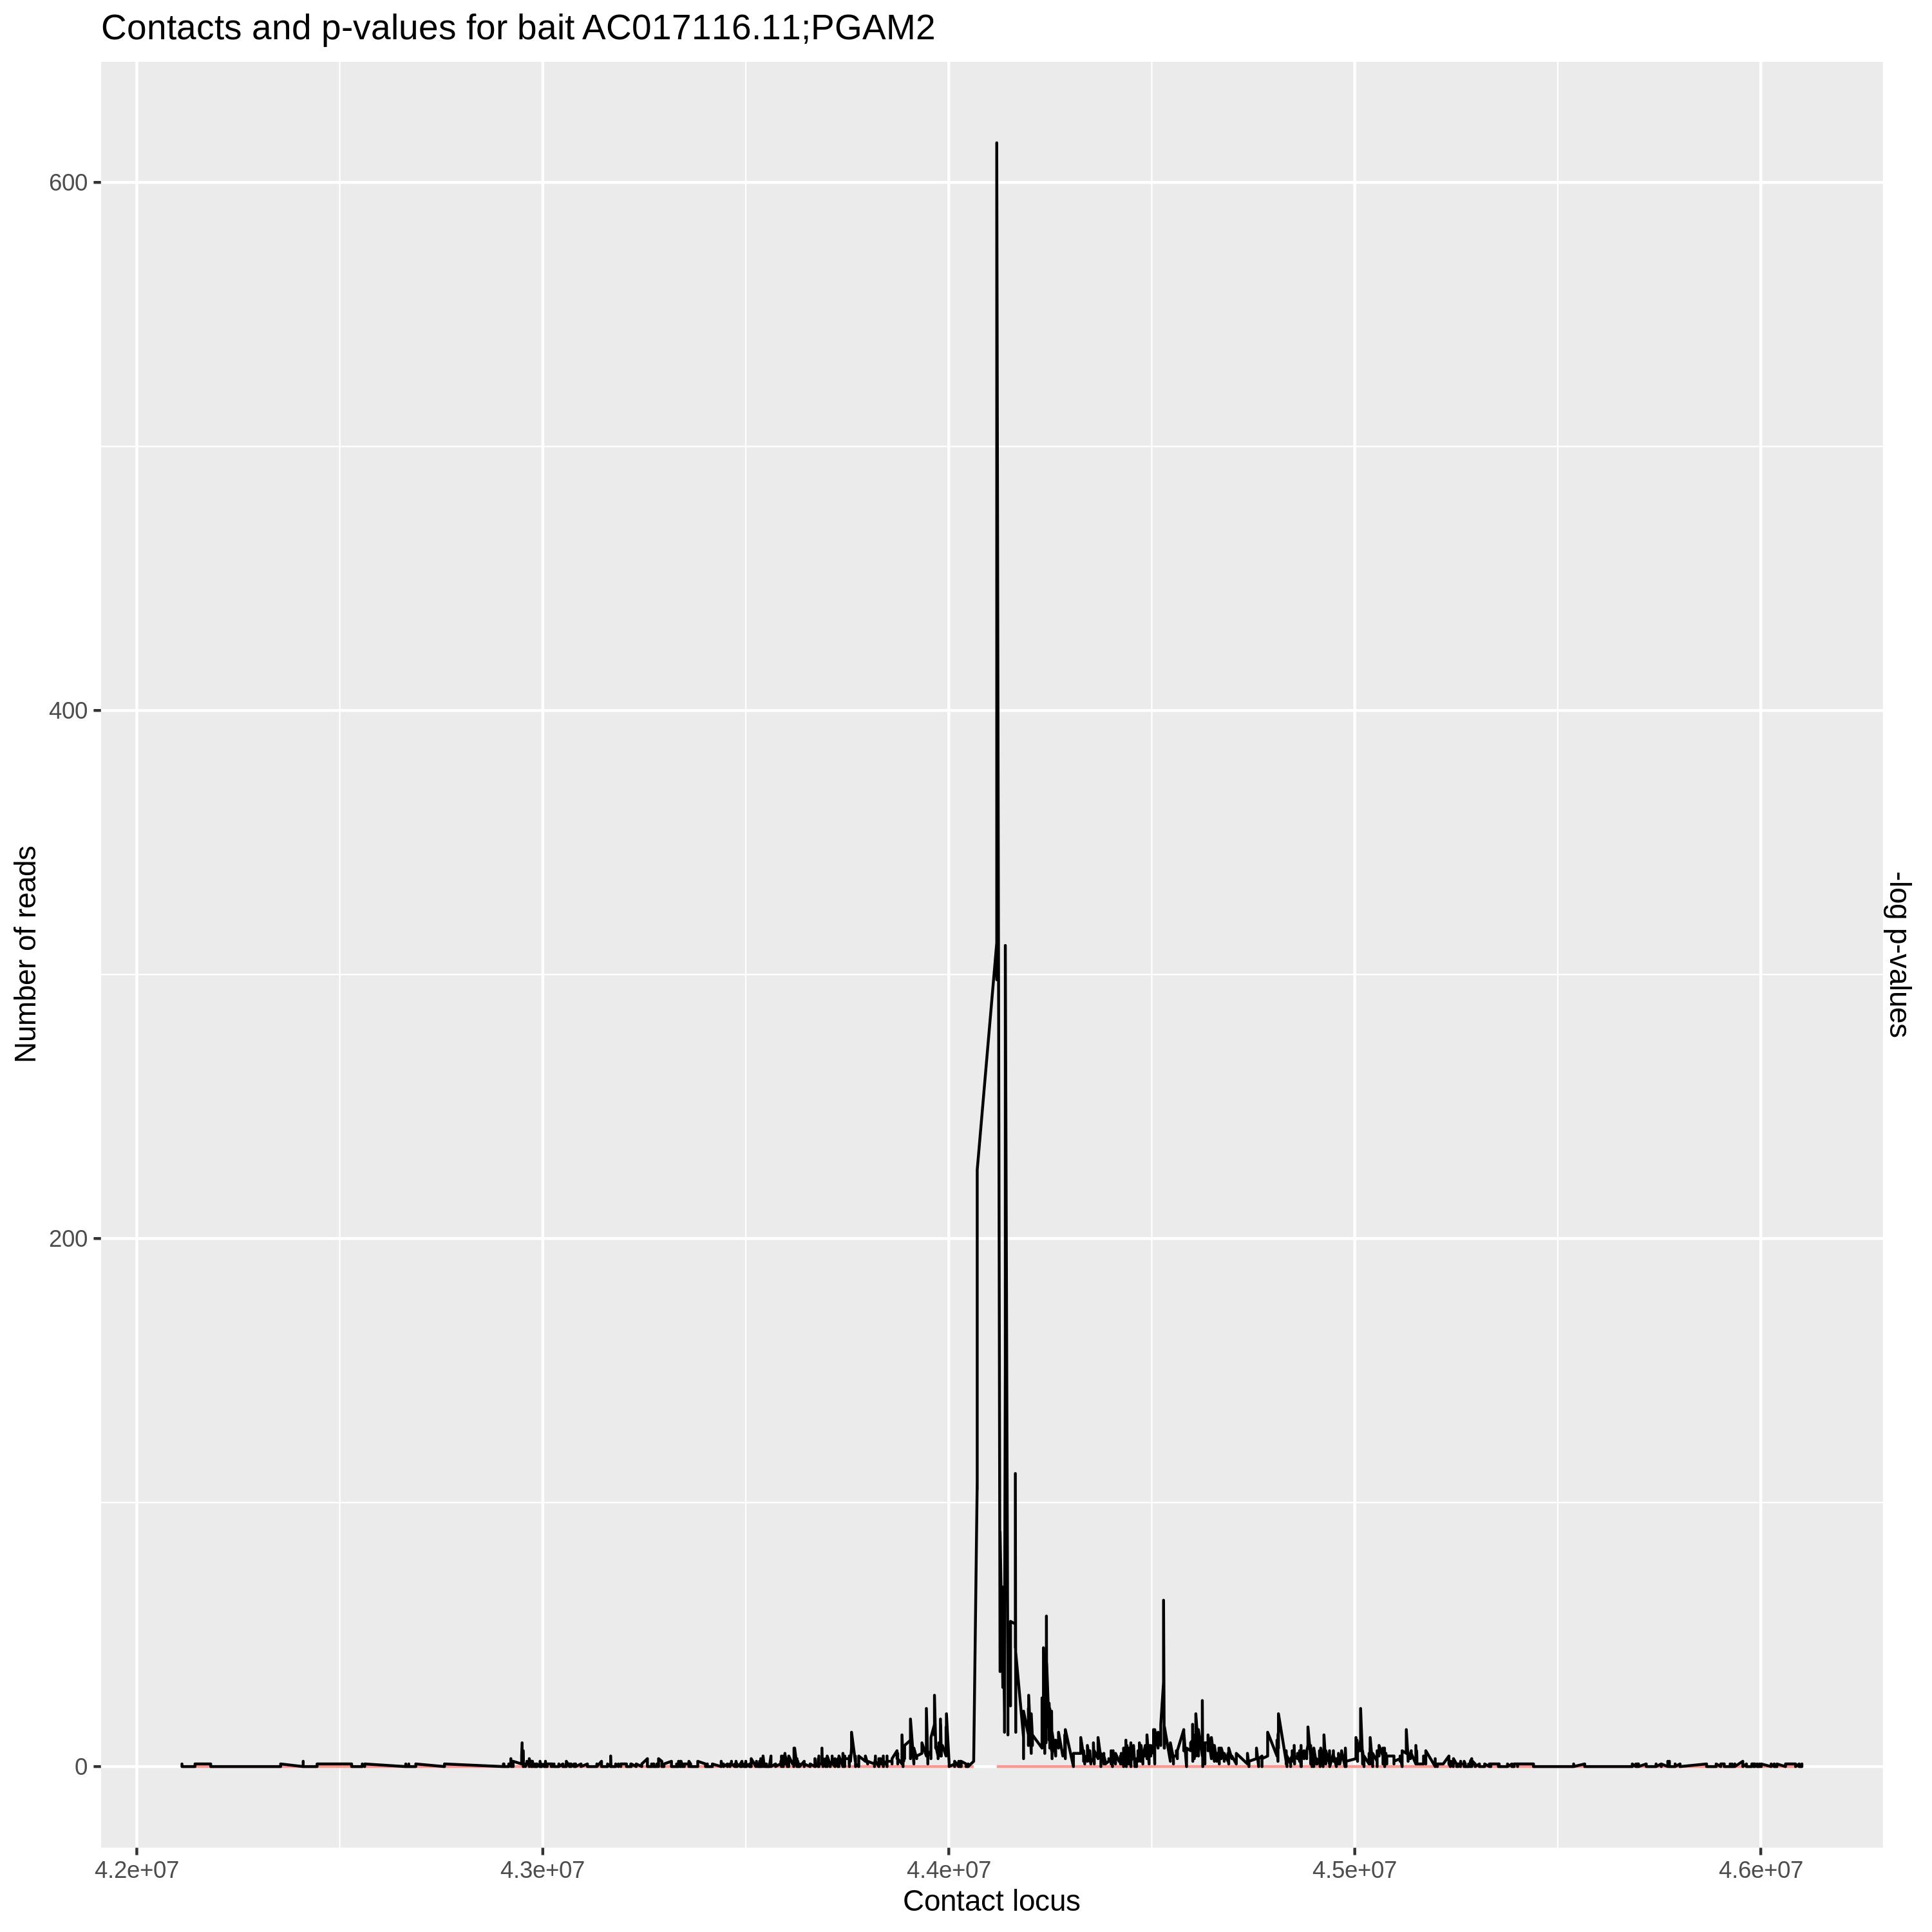 Contacts and p-values for bait AC017116.11;PGAM2
600
400
200
0
Number of reads
-log p-values
4.2e+07 4.3e+07 4.4e+07 4.5e+07 4.6e+07
Contact locus